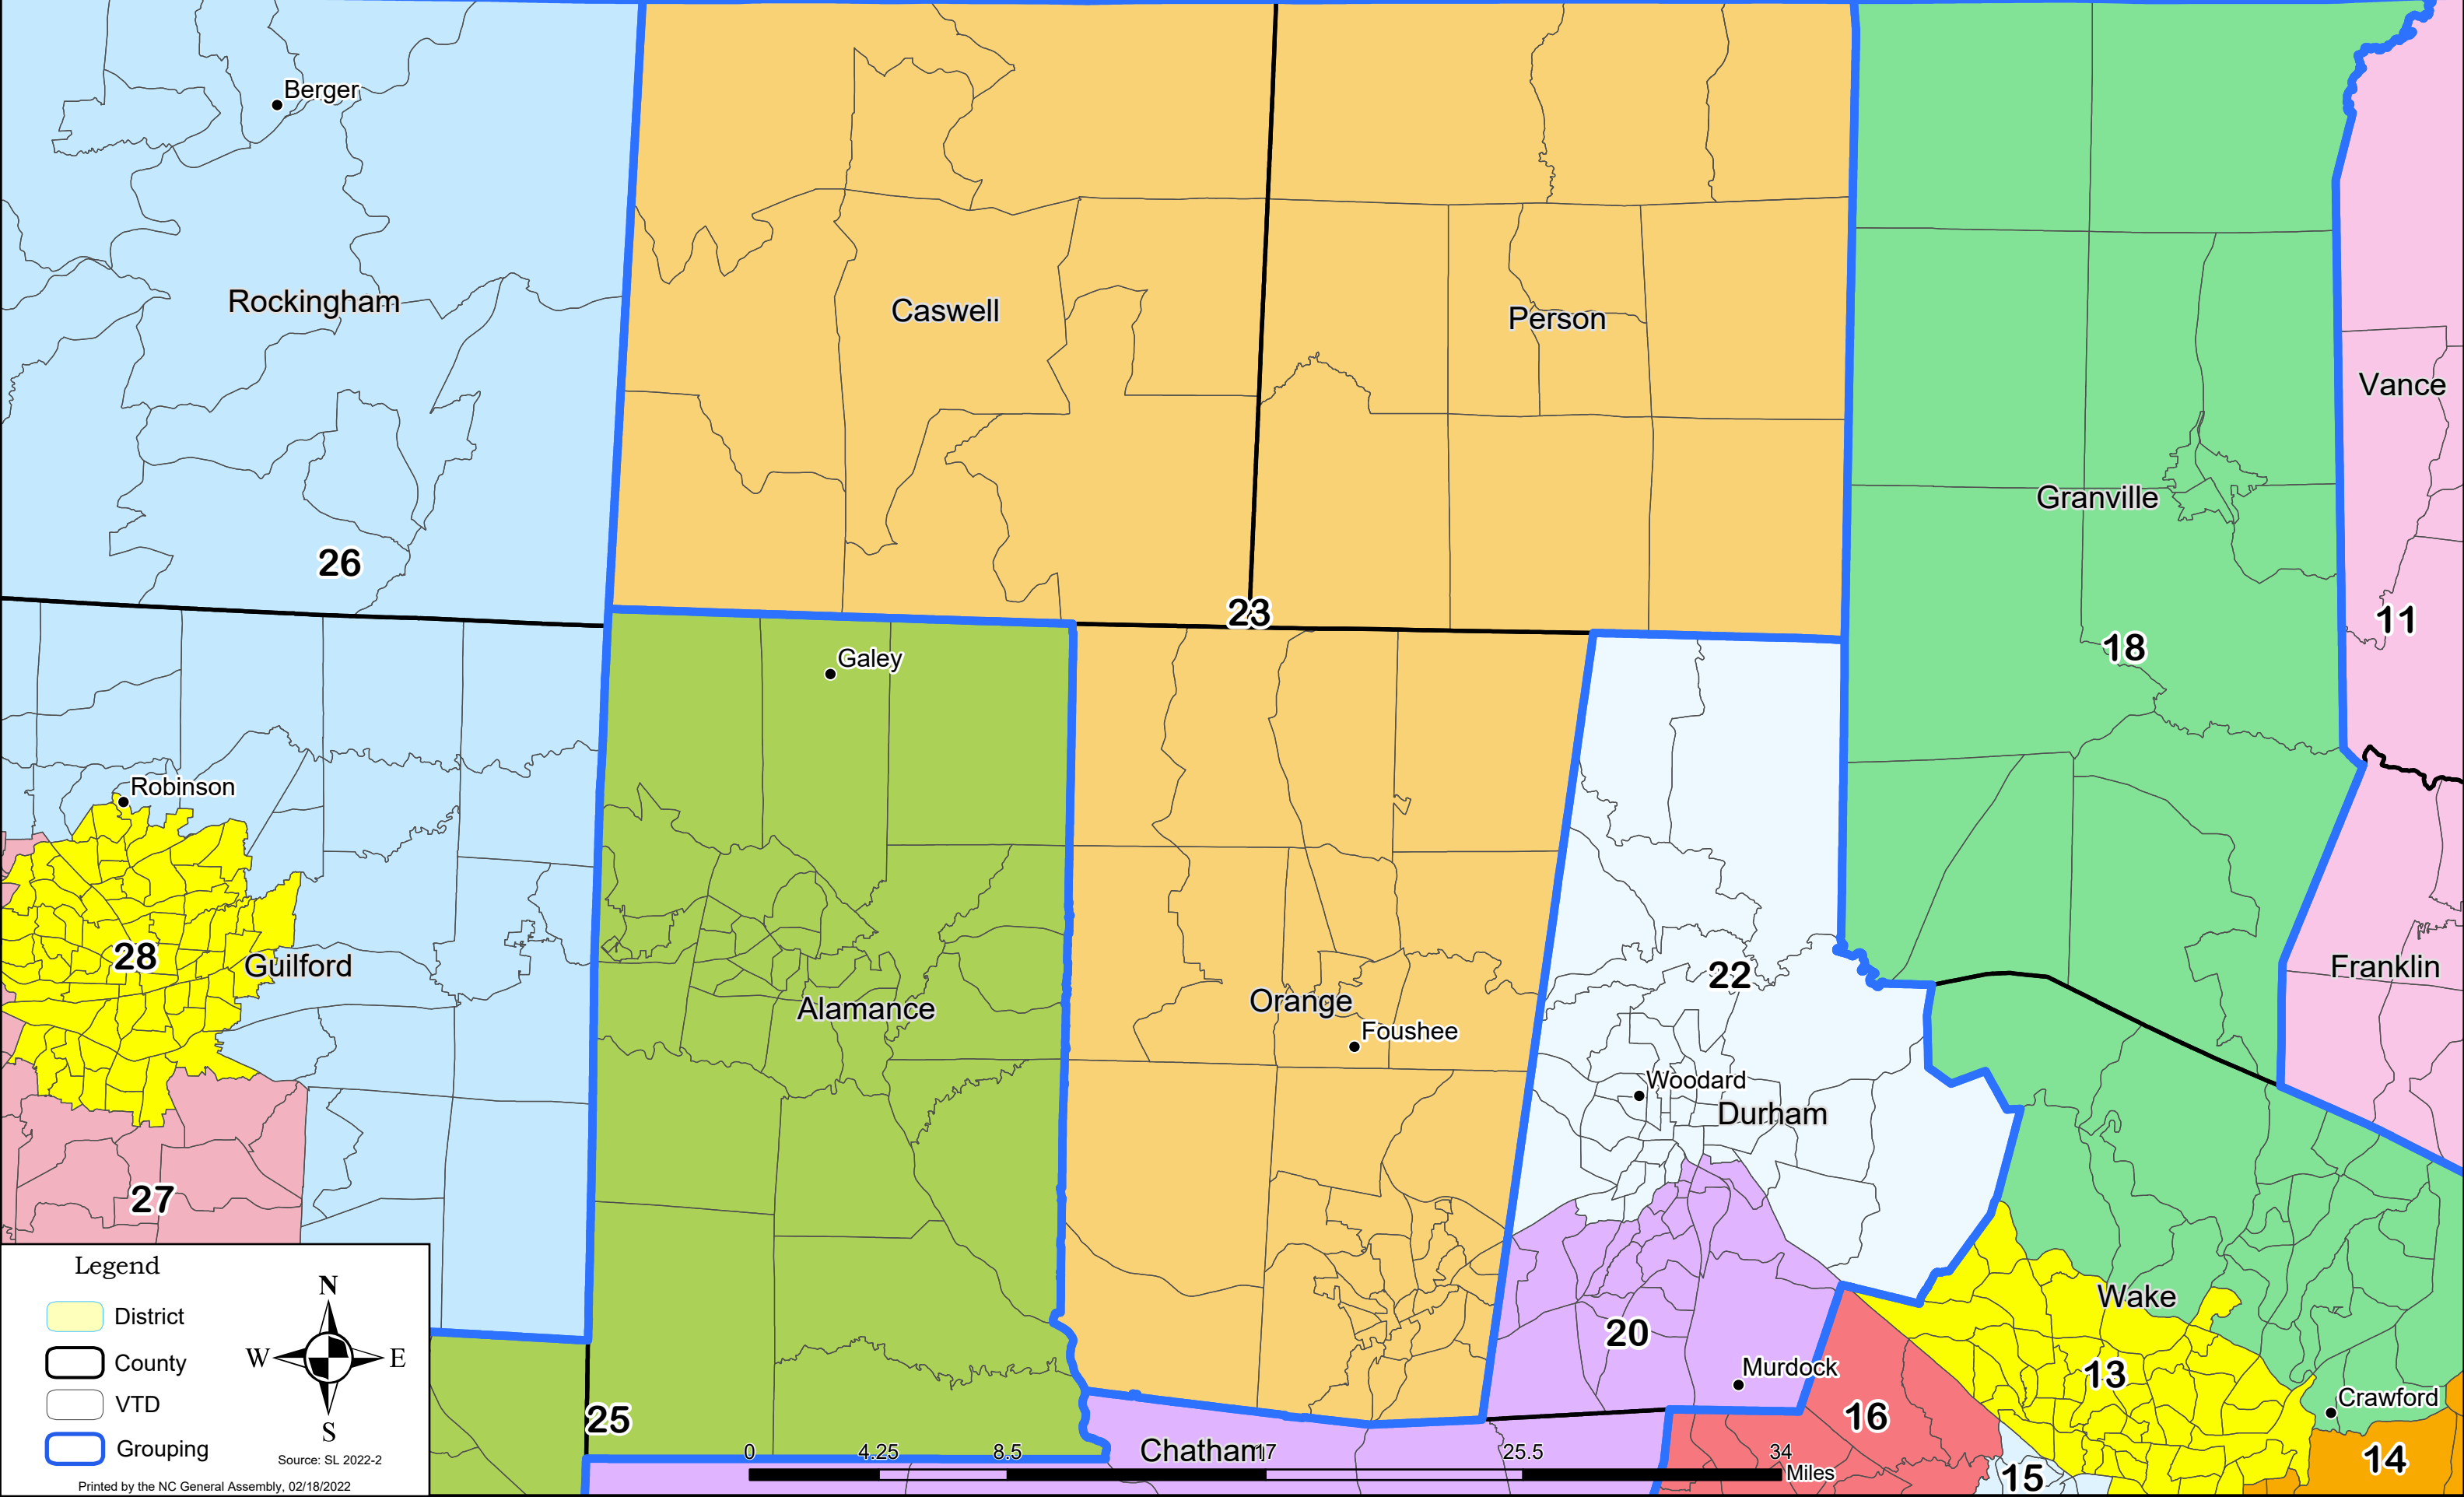 Berger
Rockingham
Caswell
Person
Vance
Granville
26
23
11
18
Galey
Robinson
28
Guilford
Franklin
22
Alamance
Orange
Foushee
Woodard
Durham
27
Wake
20
Murdock
13
Crawford
16
25
14
15
Chatham
0 4.25 8.5 17 25.5 34
Miles
Legend
District
County
VTD
Grouping
N
W E
S
Source: SL 2022-2
Printed by the NC General Assembly, 02/18/2022